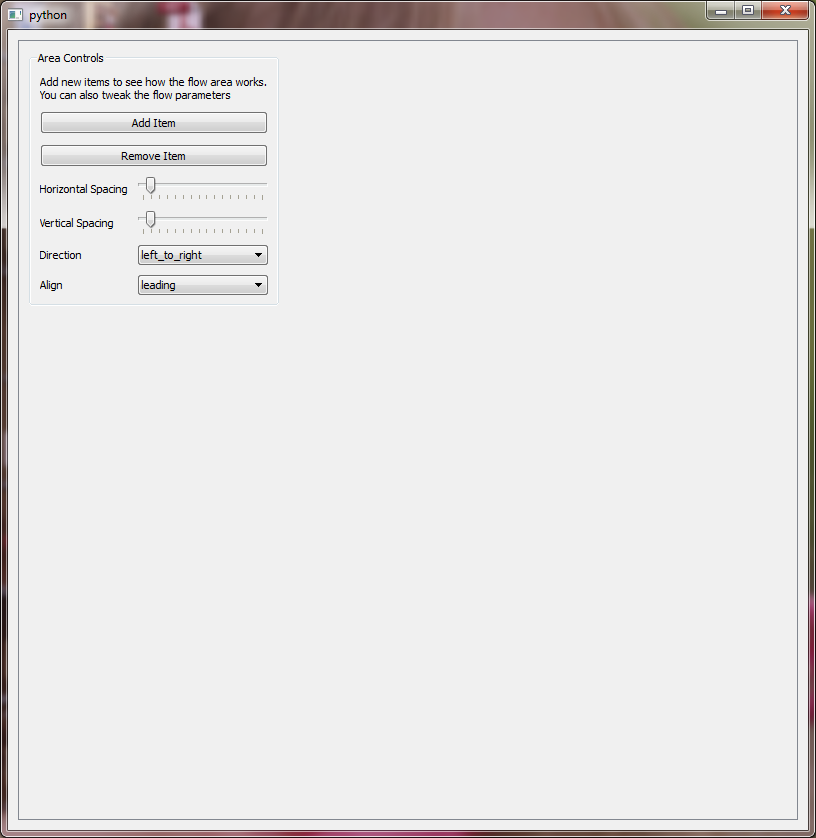 python
Area Controls
Add new items to see how the flow area works.
You can also tweak the flow parameters
Add Item
Remove Item
Horizontal Spacing
Vertical Spacing
Direction left_to_right
Align leading